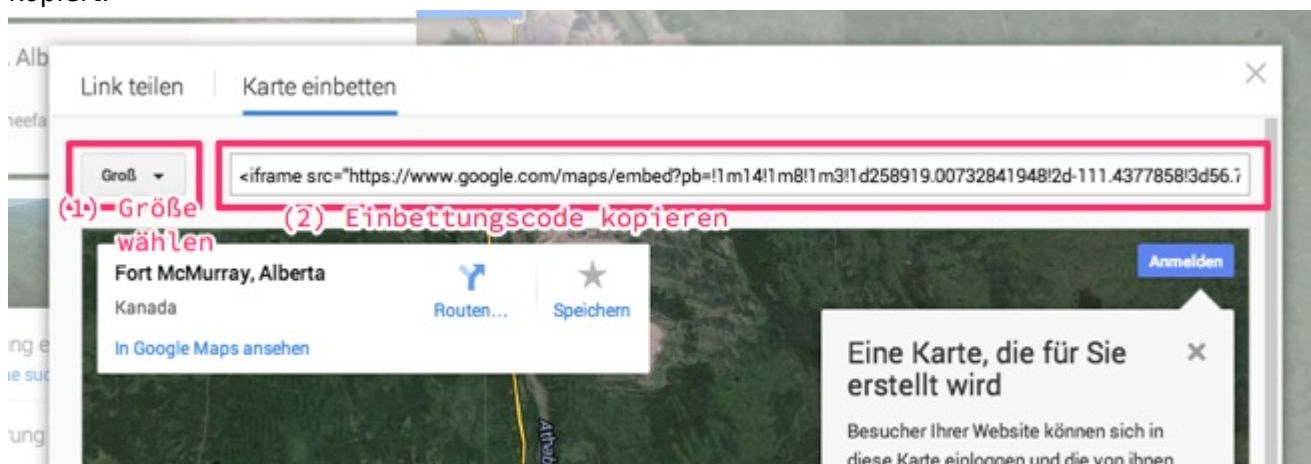 kopiert.
Alb
Link teilen
Karte einbetten
Groß
<iframe src="https://www.google.com/maps/embed?pb=!1m14!1m8!1m3!1d258919.00732841948!2d-111.4377858!3d56.7
(1) Größe
wählen
(2) Einbettungscode kopieren
Fort McMurray, Alberta
Kanada
Routen...
Speichern
In Google Maps ansehen
Anmelden
Eine Karte, die für Sie
erstellt wird
Besucher Ihrer Website können sich in
diese Karte einloggen und die von ihnen